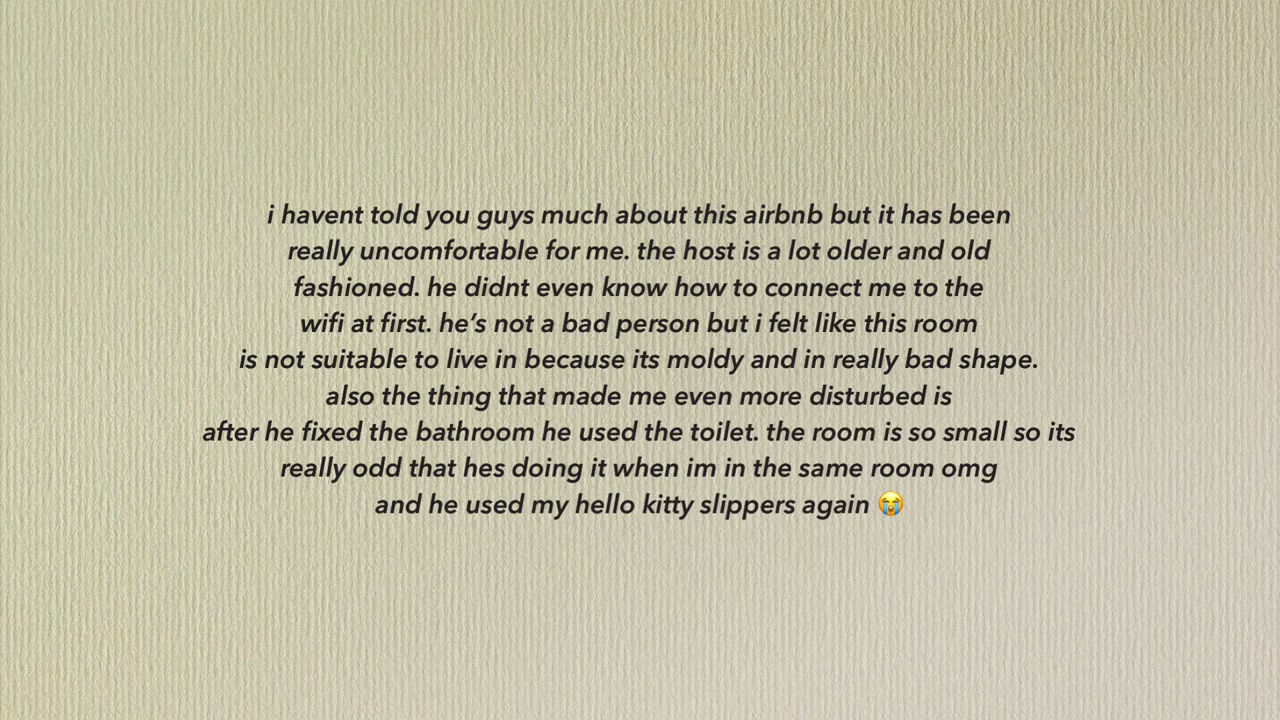 i havent told you guys much about this airbnb but it has been
really uncomfortable for me. the host is a lot older and old
fashioned. he didnt even know how to connect me to the
wifi at first. he’s not a bad person but i felt like this room
is not suitable to live in because its moldy and in really bad shape.
also the thing that made me even more disturbed is
after he fixed the bathroom he used the toilet. the room is so small so its
really odd that hes doing it when im in the same room omg
and he used my hello kitty slippers again 😭